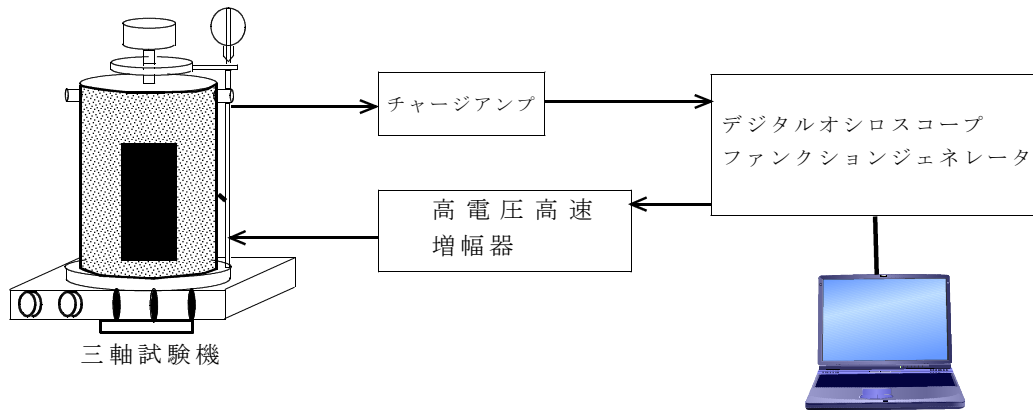 チャージアンプ
デジタルオシロスコープ
ファンクションジェネレータ
高電圧高速
増幅器
三軸試験機